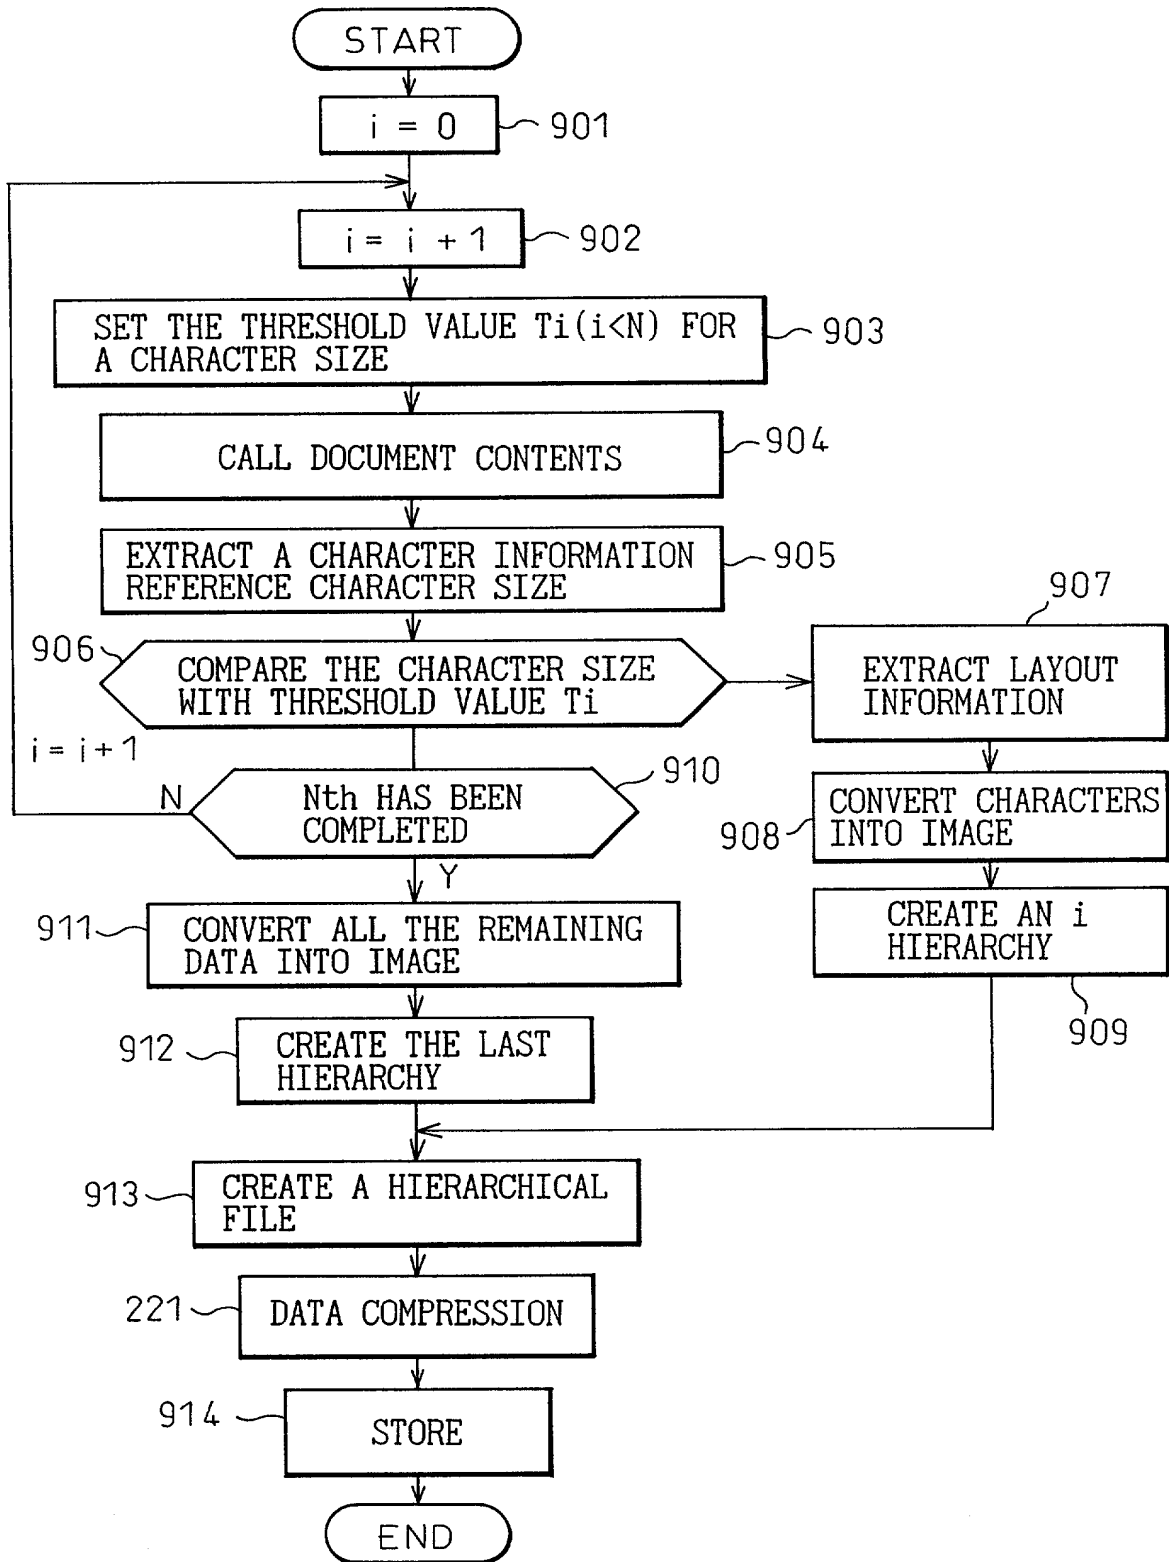 START
i = 0
901
i = i + 1
902
SET THE THRESHOLD VALUE Ti(i<N) FOR
A CHARACTER SIZE
903
CALL DOCUMENT CONTENTS
904
EXTRACT A CHARACTER INFORMATION
REFERENCE CHARACTER SIZE
905
906
COMPARE THE CHARACTER SIZE
WITH THRESHOLD VALUE Ti
907
EXTRACT LAYOUT
INFORMATION
i = i + 1
N
Nth HAS BEEN
COMPLETED
910
Y
908
CONVERT CHARACTERS
INTO IMAGE
CREATE AN i
HIERARCHY
909
911
CONVERT ALL THE REMAINING
DATA INTO IMAGE
912
CREATE THE LAST
HIERARCHY
913
CREATE A HIERARCHICAL
FILE
221
DATA COMPRESSION
914
STORE
END